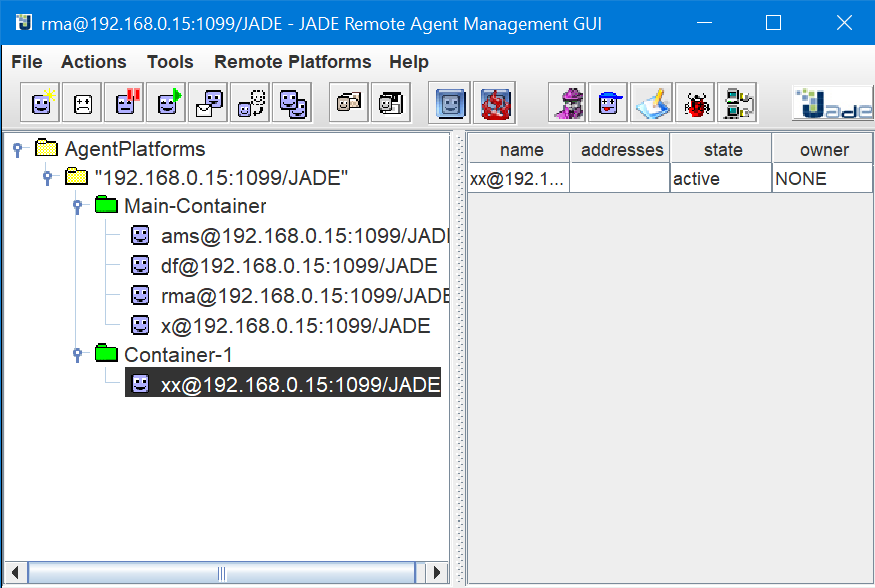 rma@192.168.0.15:1099/JADE - JADE Remote Agent Management GUI
File Actions Tools Remote Platforms Help
Jade
AgentPlatforms
"192.168.0.15:1099/JADE"
Main-Container
ams@192.168.0.15:1099/JADE
df@192.168.0.15:1099/JADE
rma@192.168.0.15:1099/JADE
x@192.168.0.15:1099/JADE
Container-1
xx@192.168.0.15:1099/JADE
name addresses state owner
xx@192.1... active NONE